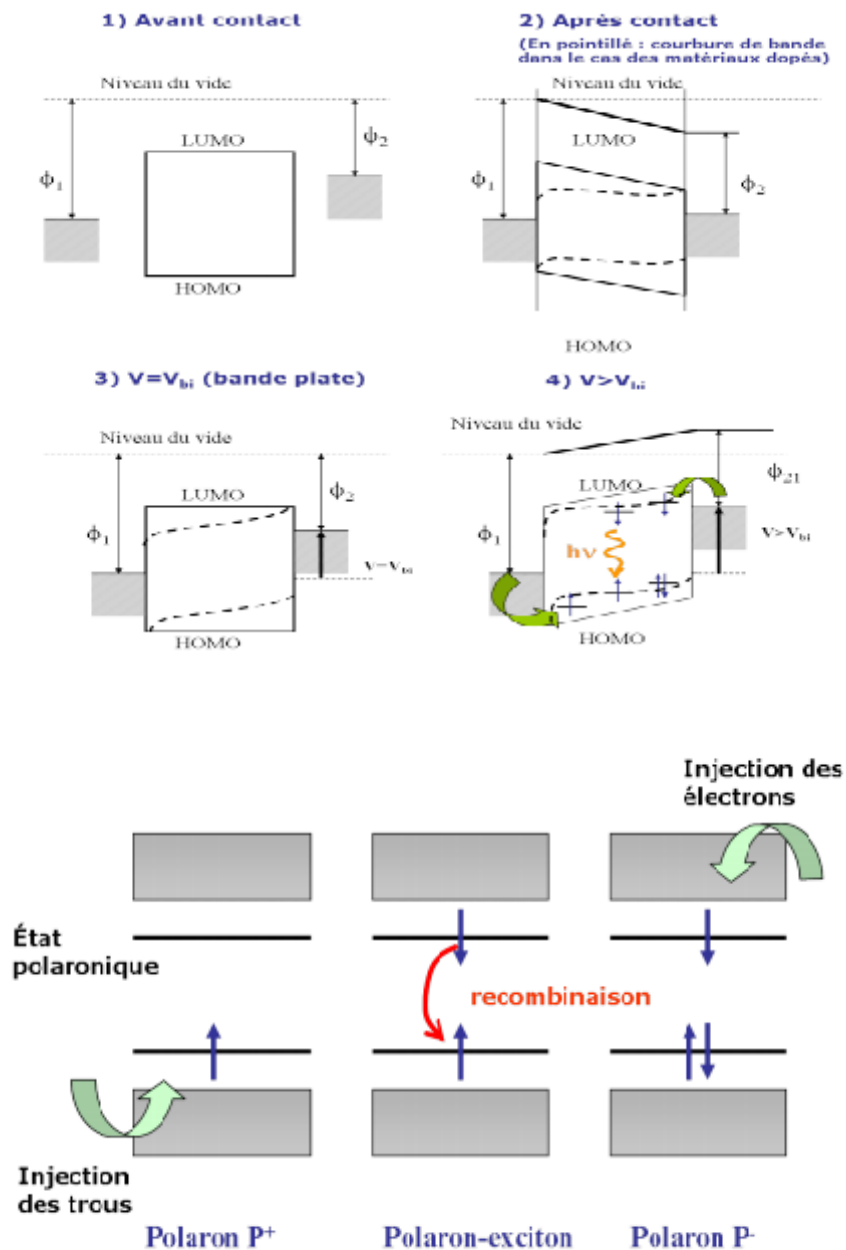 1) Avant contact
Niveau du vide
LUMO
ϕ1
ϕ2
HOMO
2) Après contact
(En pointillé : courbure de bande
dans le cas des matériaux dopés)
Niveau du vide
LUMO
ϕ1
ϕ2
HOMO
3) V=Vbi (bande plate)
Niveau du vide
LUMO
ϕ1
ϕ2
V=Vbi
HOMO
4) V>Vbi
Niveau du vide
LUMO
ϕ1
ϕ21
hν
V>Vbi
HOMO
Injection des
électrons
État
polaronique
recombinaison
Injection
des trous
Polaron P+
Polaron-exciton
Polaron P-